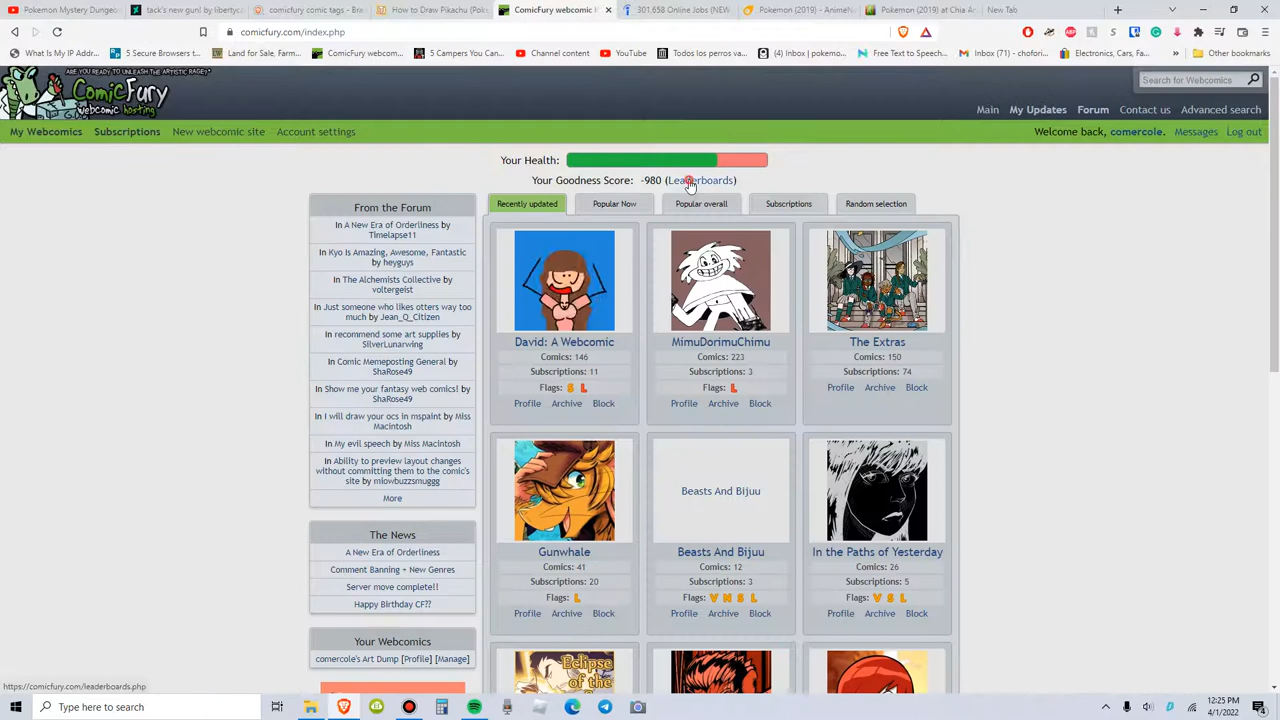 Pokemon Mystery Dungeon
tack's new gun! by libertyca
comicfury comic tags - Bra
How to Draw Pikachu (Poké
ComicFury webcomic h
301.658 Online Jobs (NEW
Pokemon (2019) - AnimeNa
Pokemon (2019) at Chia An
New Tab
comicfury.com/index.php
What Is My IP Addr...
5 Secure Browsers t...
Land for Sale, Farm...
ComicFury webcom...
5 Campers You Can...
Channel content
YouTube
Todos los perros va...
(4) Inbox | pokemo...
Free Text to Speech...
Inbox (71) - chofori...
Electronics, Cars, Fa...
Other bookmarks
ARE YOU READY TO UNLEASH THE ARTISTIC RAGE?
ComicFury
webcomic hosting
Search for Webcomics
Main
My Updates
Forum
Contact us
Advanced search
My Webcomics
Subscriptions
New webcomic site
Account settings
Welcome back, comercole.
Messages
Log out
Your Health:
Your Goodness Score: -980 (Leaderboards)
From the Forum
In A New Era of Orderliness by
Timelapse11
In Kyo Is Amazing, Awesome, Fantastic
by heyguys
In The Alchemists Collective by
voltergeist
In Just someone who likes otters way too
much by Jean_Q_Citizen
In recommend some art supplies by
SilverLunarwing
In Comic Memeposting General by
ShaRose49
In Show me your fantasy web comics! by
ShaRose49
In I will draw your ocs in mspaint by Miss
Macintosh
In My evil speech by Miss Macintosh
In Ability to preview layout changes
without committing them to the comic's
site by miowbuzzsmuggg
More
The News
A New Era of Orderliness
Comment Banning + New Genres
Server move complete!!
Happy Birthday CF??
Your Webcomics
comercole's Art Dump [Profile] [Manage]
Recently updated
Popular Now
Popular overall
Subscriptions
Random selection
David: A Webcomic
Comics: 146
Subscriptions: 11
Flags: S L
Profile Archive Block
MimuDorimuChimu
Comics: 223
Subscriptions: 3
Flags: L
Profile Archive Block
The Extras
Comics: 150
Subscriptions: 74
Profile Archive Block
Gunwhale
Comics: 41
Subscriptions: 20
Flags: L
Profile Archive Block
Beasts And Bijuu
Beasts And Bijuu
Comics: 12
Subscriptions: 3
Flags: V N S L
Profile Archive Block
In the Paths of Yesterday
Comics: 26
Subscriptions: 5
Flags: V S L
Profile Archive Block
Eclipse
of the
https://comicfury.com/leaderboards.php
Type here to search
12:25 PM
4/1/2022
4